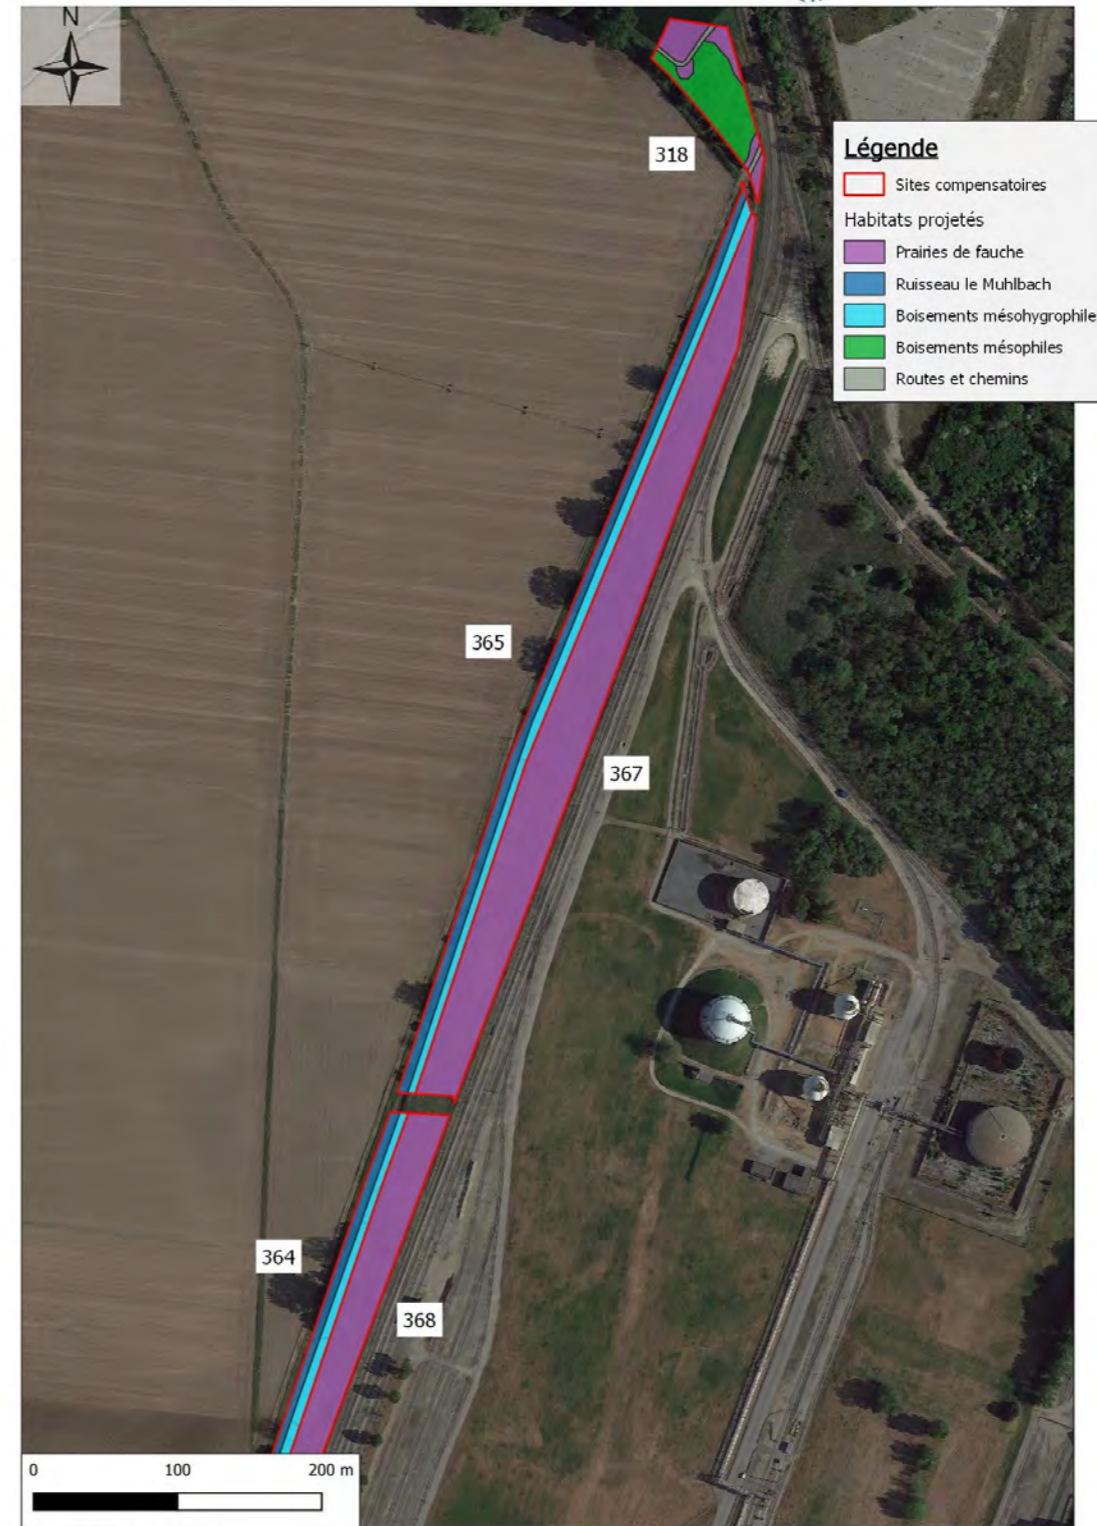 N
318
Légende
Sites compensatoires
Habitats projetés
Prairies de fauche
Ruisseau le Muhlbach
Boisements mésohygrophile
Boisements mésophiles
Routes et chemins
365
367
364
368
0 100 200 m